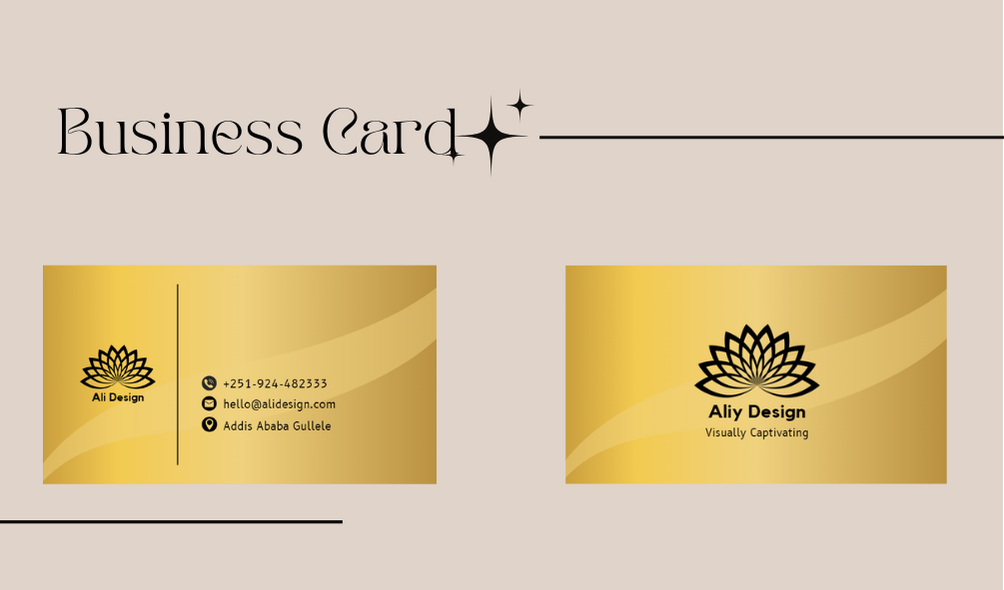 Business Card
Ali Design
+251-924-482333
hello@alidesign.com
Addis Ababa Gullele
Aliy Design
Visually Captivating